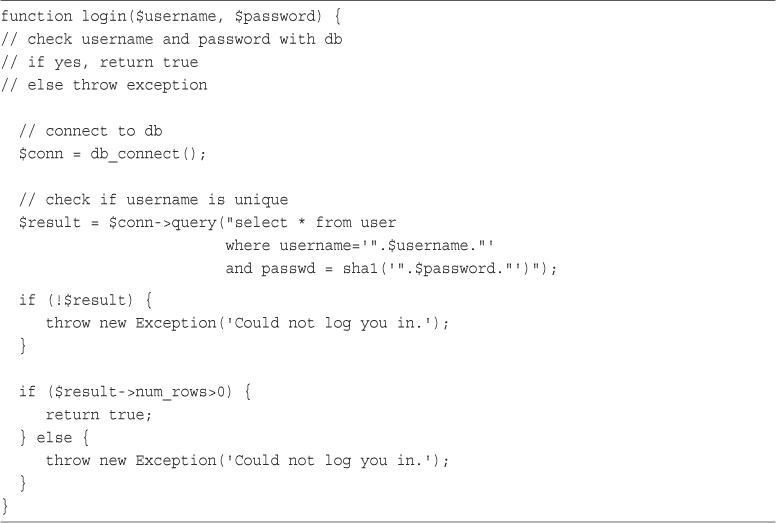 function login($username, $password) {
// check username and password with db
// if yes, return true
// else throw exception

  // connect to db
  $conn = db_connect();

  // check if username is unique
  $result = $conn->query("select * from user
                         where username='".$username."'
                         and passwd = sha1('".$password."')");
  if (!$result) {
     throw new Exception('Could not log you in.');
  }

  if ($result->num_rows>0) {
     return true;
  } else {
     throw new Exception('Could not log you in.');
  }
}